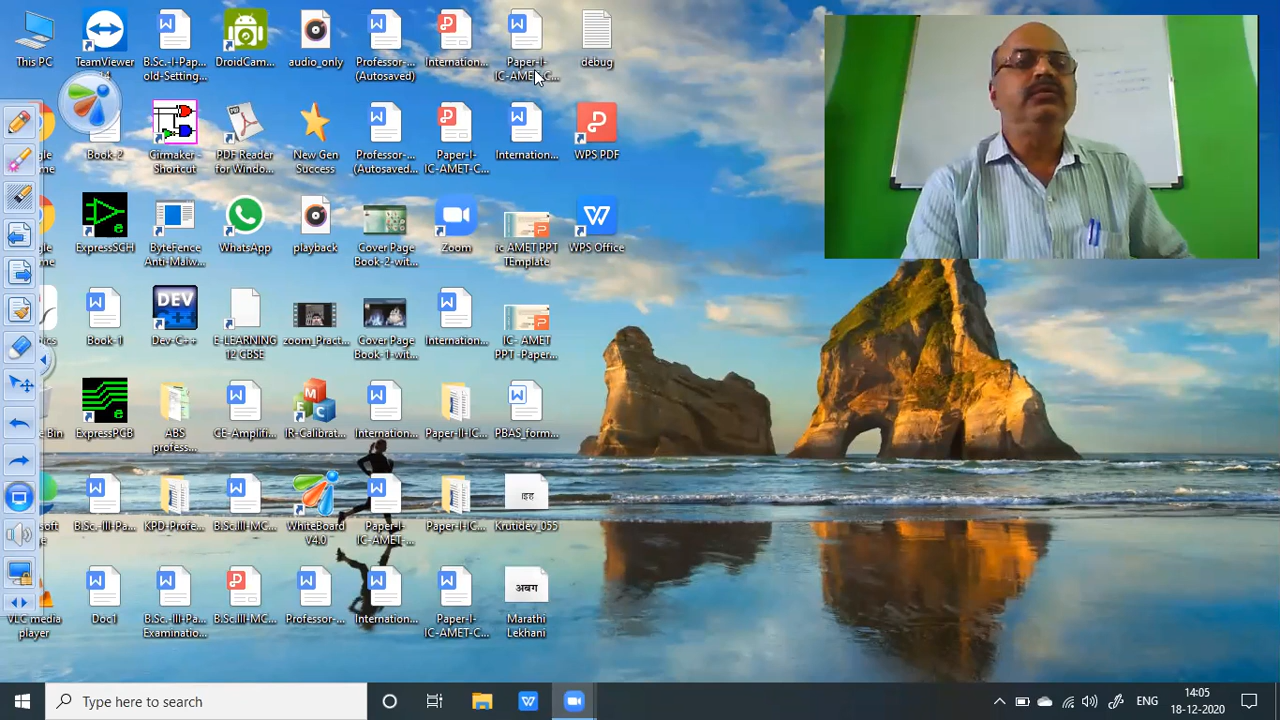 This PC
TeamViewer
14
B.Sc.-I-Pap...
old-Setting...
DroidCam...
audio_only
Professor-...
(Autosaved)
Internation...
Paper-I-
IC-AMET-C...
debug
Book-2
Cirmaker -
Shortcut
PDF Reader
for Windo...
New Gen
Success
Professor-...
(Autosaved...
Paper-I-
IC-AMET-C...
Internation...
WPS PDF
ExpressSCH
ByteFence
Anti-Malw...
WhatsApp
playback
Cover Page
Book-2-wit...
Zoom
ic AMET PPT
TEmplate
WPS Office
Book-1
Dev-C++
E-LEARNING
12 CBSE
zoom_Pract...
Cover Page
Book-1-wit...
Internation...
IC- AMET
PPT -Paper...
e Bin
ExpressPCB
ABS
profess...
CE-Amplifi...
IR-Calibrat...
Internation...
Paper-II-IC...
PBAS_form...
B.Sc.-III-Pa...
KPD-Profe...
B.Sc.III-MC...
WhiteBoard
V4.0
Paper-I-
IC-AMET-...
Paper-I-IC...
इह
Krutidev_055
VLC media
player
Doc1
B.Sc.-III-Pa...
Examinatio...
B.Sc.III-MC...
Professor-...
Internation...
Paper-I-
IC-AMET-C...
अबग
Marathi
Lekhani
DEV
Type here to search
ENG
14:05
18-12-2020